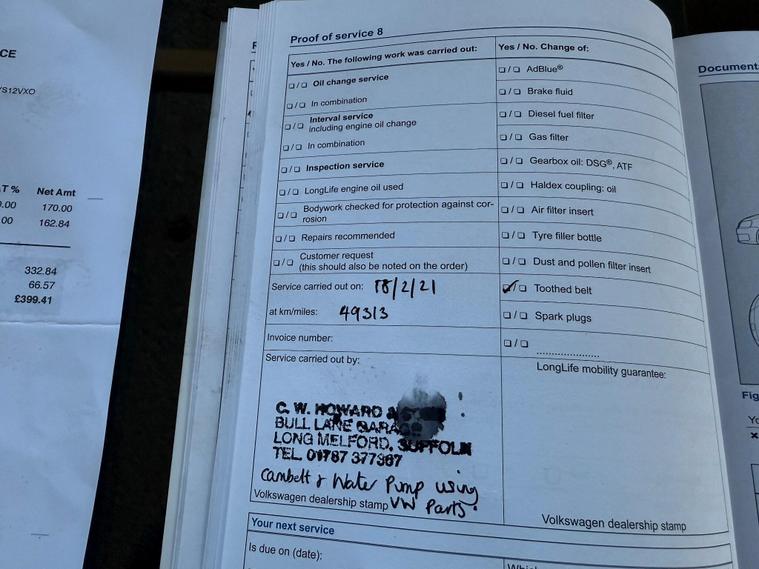 CE
/S12VXO
T % Net Amt
0.00 170.00
.00 162.84
332.84
66.57
£399.41
Proof of service 8
Yes / No. The following work was carried out:
❏ / ❏ Oil change service
❏ / ❏ In combination
❏ / ❏ Interval service
including engine oil change
❏ / ❏ In combination
❏ / ❏ Inspection service
❏ / ❏ LongLife engine oil used
❏ / ❏ Bodywork checked for protection against cor-
rosion
❏ / ❏ Repairs recommended
❏ / ❏ Customer request
(this should also be noted on the order)
Service carried out on: 18/2/21
at km/miles: 49313
Invoice number:
Service carried out by:
C. W. HOWARD &
BULL LANE GARAG
LONG MELFORD, SUFFOLK
TEL. 01787 377367
Cambelt & Water Pump using
Volkswagen dealership stamp VW Parts.
Yes / No. Change of:
❏ / ❏ AdBlue®
❏ / ❏ Brake fluid
❏ / ❏ Diesel fuel filter
❏ / ❏ Gas filter
❏ / ❏ Gearbox oil: DSG®, ATF
❏ / ❏ Haldex coupling: oil
❏ / ❏ Air filter insert
❏ / ❏ Tyre filler bottle
❏ / ❏ Dust and pollen filter insert
✓ / ❏ Toothed belt
❏ / ❏ Spark plugs
❏ / ❏ ....................
LongLife mobility guarantee:
Volkswagen dealership stamp
Your next service
Is due on (date):
Document
Fig